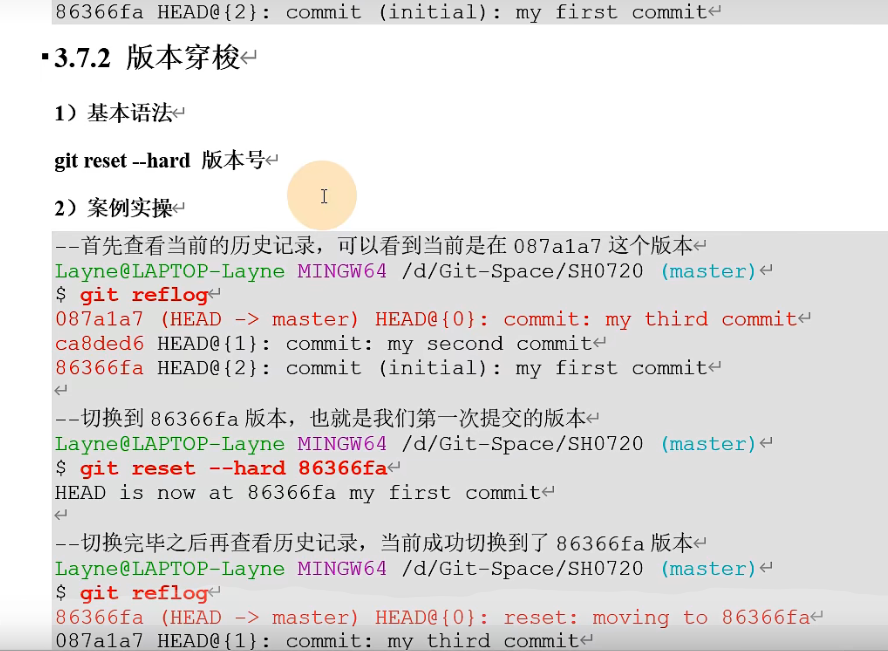 86366fa HEAD@{2}: commit (initial): my first commit↵
▪3.7.2 版本穿梭↵
1）基本语法↵
git reset --hard 版本号↵
2）案例实操↵
--首先查看当前的历史记录，可以看到当前是在 087a1a7 这个版本↵
Layne@LAPTOP-Layne MINGW64 /d/Git-Space/SH0720 (master)↵
$ git reflog↵
087a1a7 (HEAD -> master) HEAD@{0}: commit: my third commit↵
ca8ded6 HEAD@{1}: commit: my second commit↵
86366fa HEAD@{2}: commit (initial): my first commit↵
↵
--切换到 86366fa 版本，也就是我们第一次提交的版本↵
Layne@LAPTOP-Layne MINGW64 /d/Git-Space/SH0720 (master)↵
$ git reset --hard 86366fa↵
HEAD is now at 86366fa my first commit↵
↵
--切换完毕之后再查看历史记录，当前成功切换到了 86366fa 版本↵
Layne@LAPTOP-Layne MINGW64 /d/Git-Space/SH0720 (master)↵
$ git reflog↵
86366fa (HEAD -> master) HEAD@{0}: reset: moving to 86366fa↵
087a1a7 HEAD@{1}: commit: my third commit↵